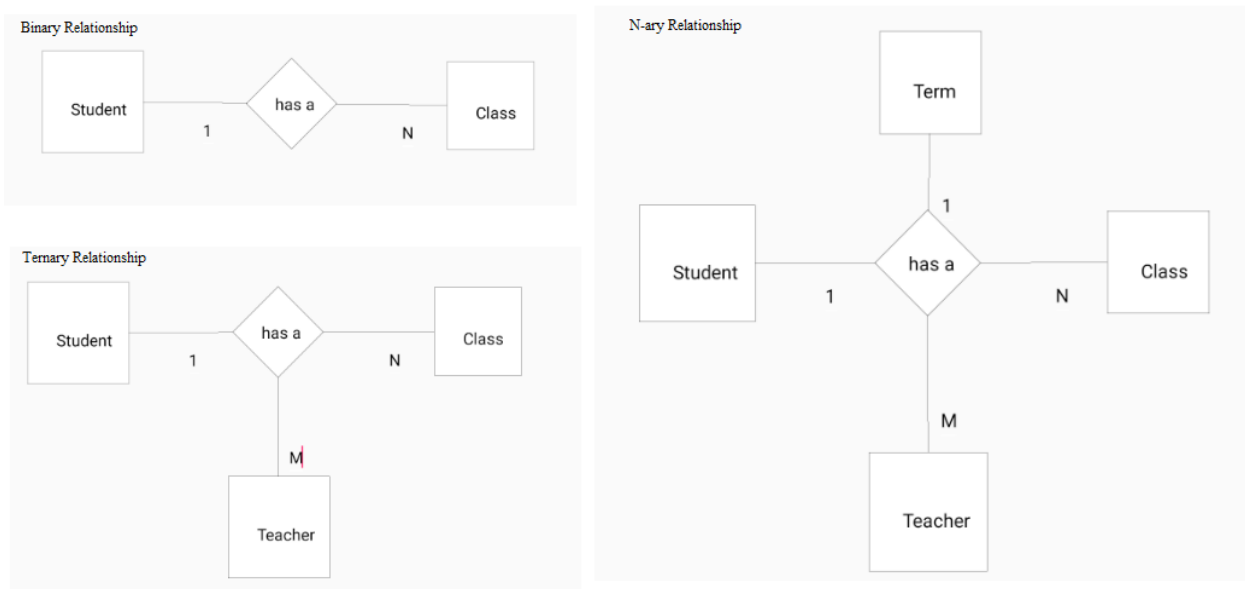 Binary Relationship
Student
has a
Class
1
N
Ternary Relationship
Student
has a
Class
1
N
M
Teacher
N-ary Relationship
Term
1
Student
has a
Class
1
N
M
Teacher